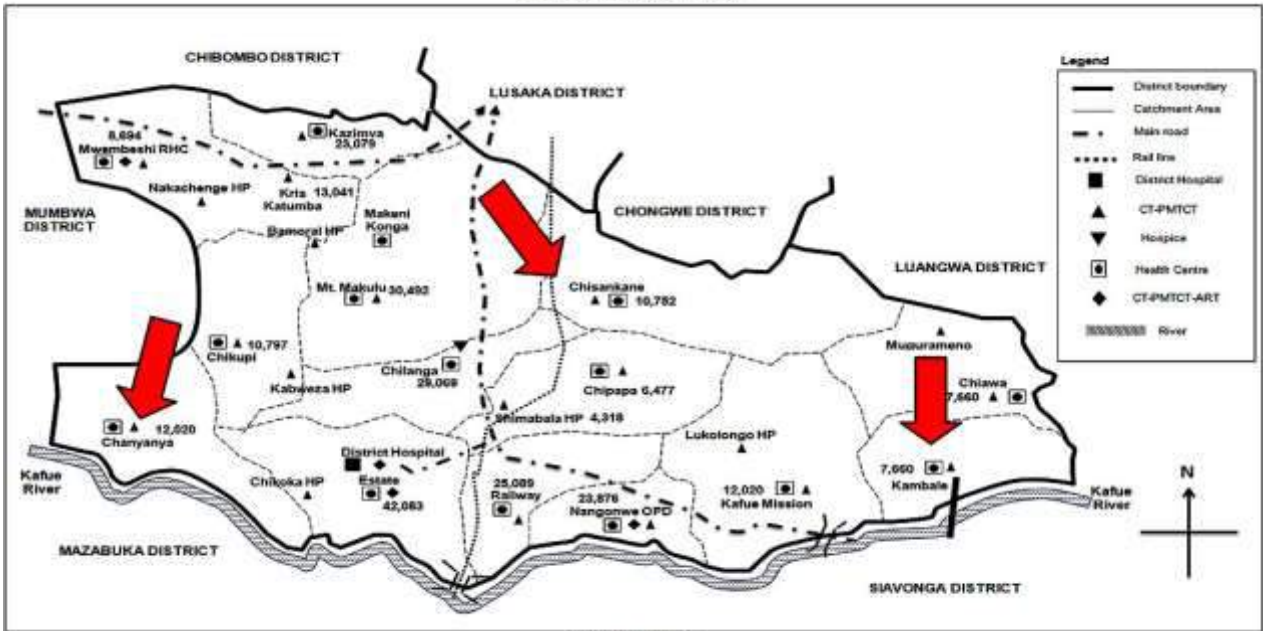 CHIBOMBO DISTRICT
LUSAKA DISTRICT
Legend
District boundary
Catchment Area
Main road
Rail line
District Hospital
CT-PMTCT
Hospice
Health Centre
CT-PMTCT-ART
River
8,694
Mwembeshi RHC
Kazimva
23,079
Nakachenge HP
Kris
Katumba
13,041
MUMBWA
DISTRICT
Makeni
Konga
Bamoral HP
CHONGWE DISTRICT
LUANGWA DISTRICT
Mt. Makulu
30,492
Chisankane
10,752
Chikupi
10,797
Kabweza HP
Chilanga
29,069
Chipapa 6,477
Shimabala HP 4,318
Mugurameno
Chiawa
7,660
Chanyanya
12,020
Lukolongo HP
District Hospital
Estate
42,083
Chikoka HP
25,089
Railway
23,876
Nangonwe OPD
12,020
Kafue Mission
7,660
Kambale
Kafue
River
Kafue
River
N
MAZABUKA DISTRICT
SIAVONGA DISTRICT